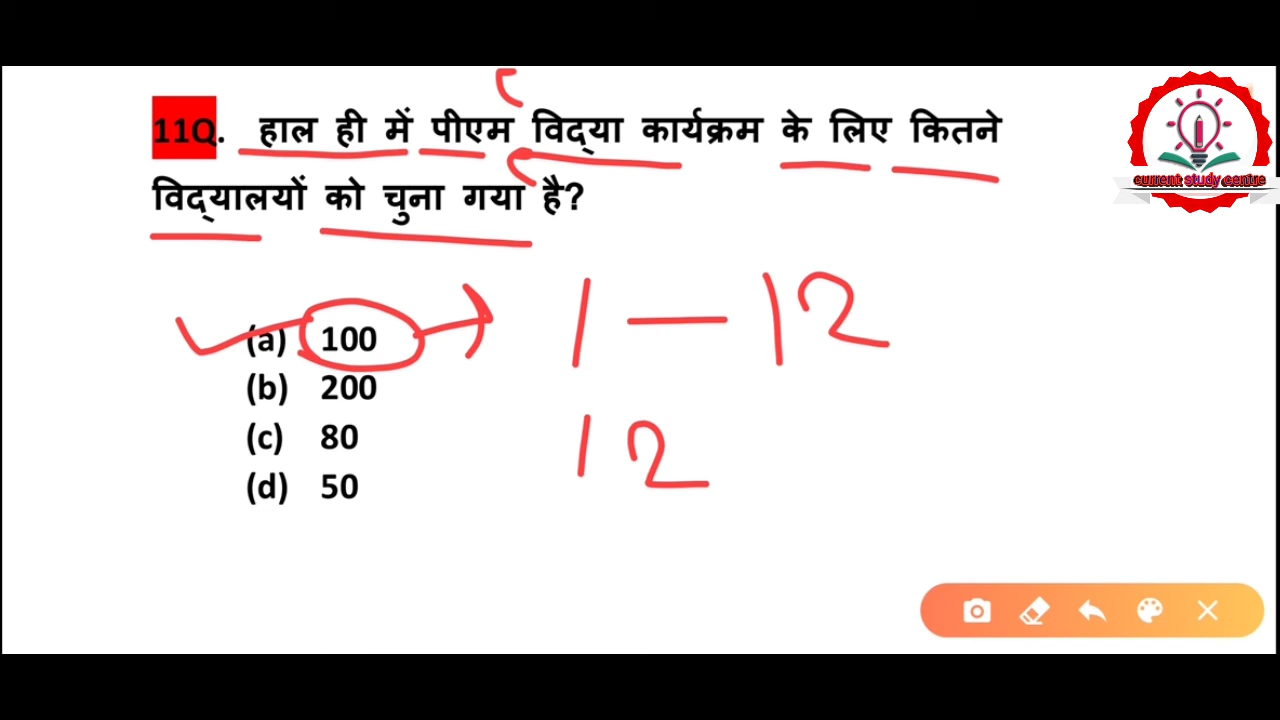 11Q. हाल ही में पीएम विद्या कार्यक्रम के लिए कितने
विद्यालयों को चुना गया है?
current study centre
(a) 100
1 — 12
(b) 200
(c) 80
12
(d) 50